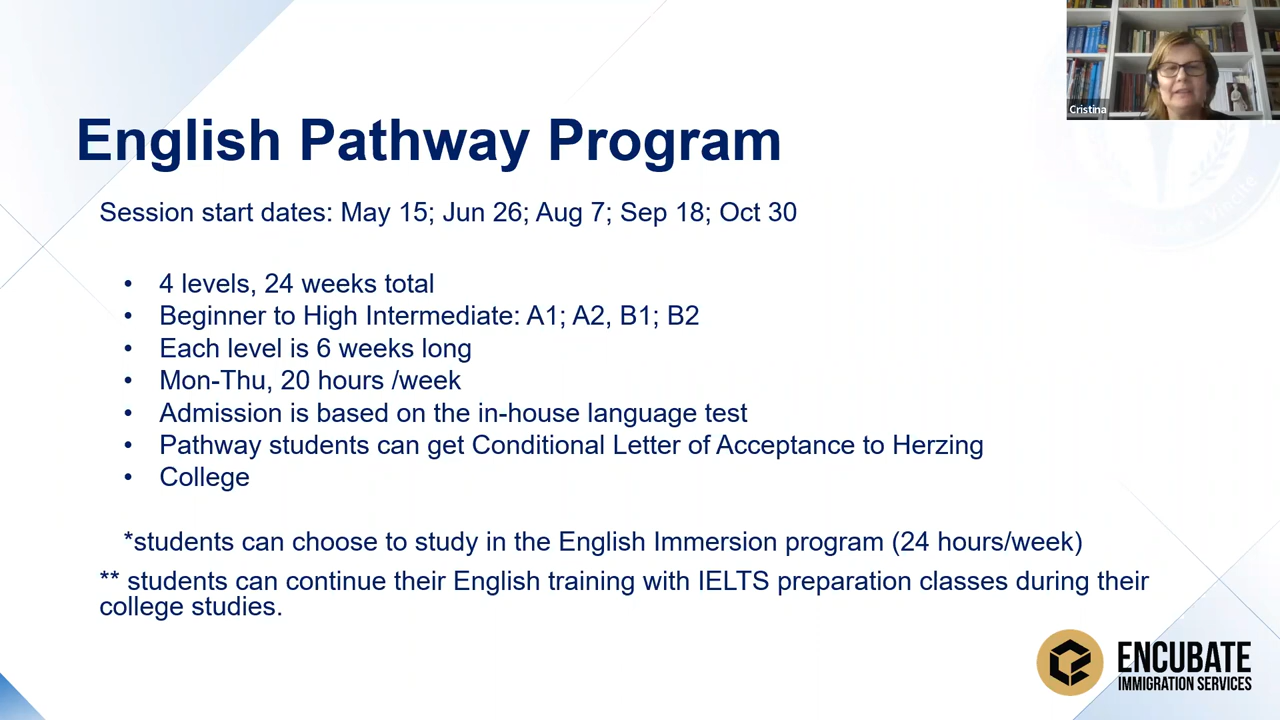 Cristina
English Pathway Program
Session start dates: May 15; Jun 26; Aug 7; Sep 18; Oct 30
• 4 levels, 24 weeks total
• Beginner to High Intermediate: A1; A2, B1; B2
• Each level is 6 weeks long
• Mon-Thu, 20 hours /week
• Admission is based on the in-house language test
• Pathway students can get Conditional Letter of Acceptance to Herzing
• College
*students can choose to study in the English Immersion program (24 hours/week)
** students can continue their English training with IELTS preparation classes during their
college studies.
ENCUBATE
IMMIGRATION SERVICES